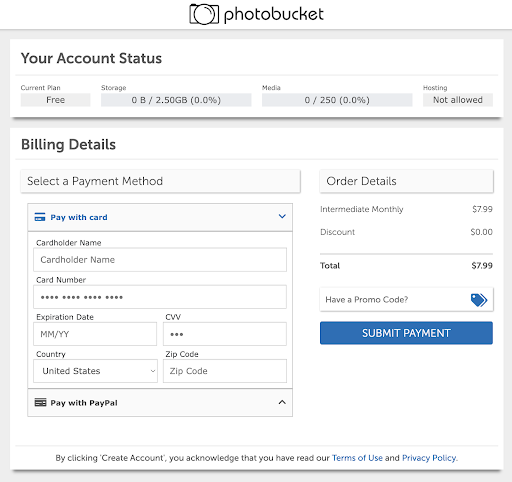 photobucket
Your Account Status
Current Plan Storage Media Hosting
Free 0 B / 2.50GB (0.0%) 0 / 250 (0.0%) Not allowed
Billing Details
Select a Payment Method
Pay with card
Cardholder Name
Cardholder Name
Card Number
•••• •••• •••• ••••
Expiration Date CVV
MM/YY •••
Country Zip Code
United States Zip Code
Pay with PayPal
Order Details
Intermediate Monthly $7.99
Discount $0.00
Total $7.99
Have a Promo Code?
SUBMIT PAYMENT
By clicking 'Create Account', you acknowledge that you have read our Terms of Use and Privacy Policy.